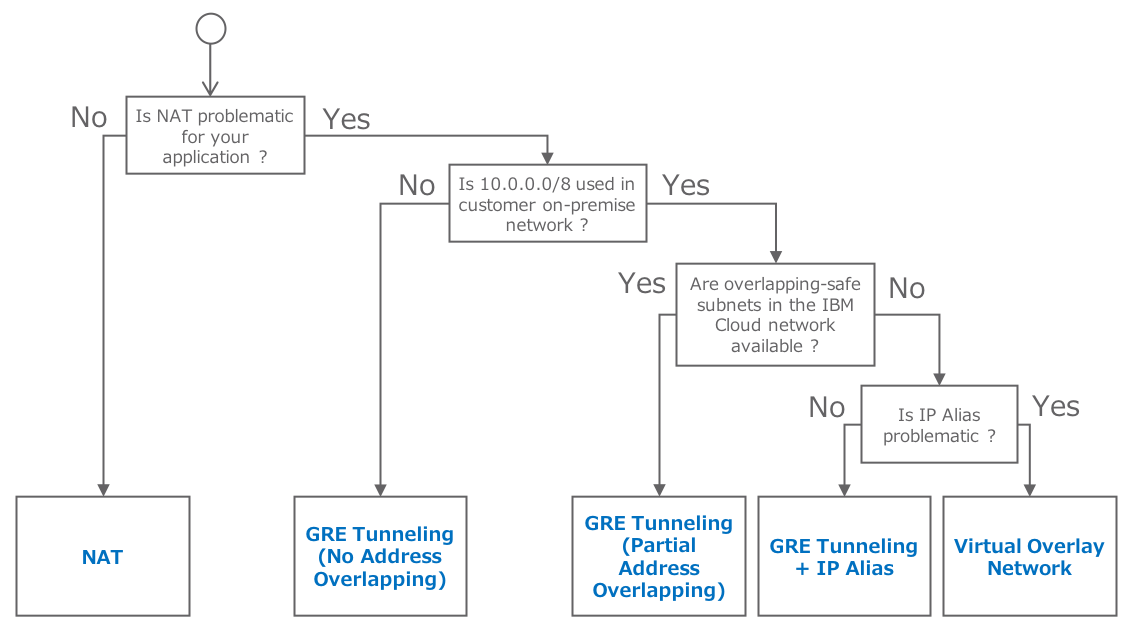 No
Is NAT problematic
for your
application ?
Yes
No
Is 10.0.0.0/8 used in
customer on-premise
network ?
Yes
Yes
Are overlapping-safe
subnets in the IBM
Cloud network
available ?
No
No
Is IP Alias
problematic ?
Yes
NAT
GRE Tunneling
(No Address
Overlapping)
GRE Tunneling
(Partial
Address
Overlapping)
GRE Tunneling
+ IP Alias
Virtual Overlay
Network